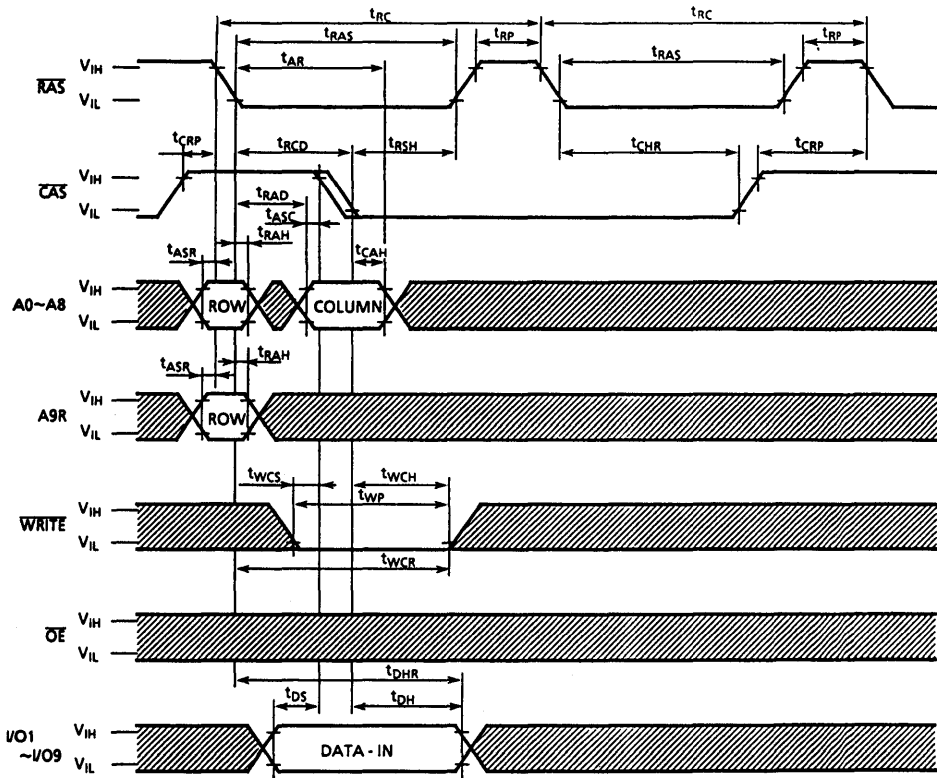 tRC tRC
tRAS tRP tRAS tRP
tAR
RAS VIH
VIL
tCRP tRCD tRSH tCHR tCRP
CAS VIH
VIL
tRAD
tASC
tASR tRAH tCAH
A0~A8 VIH
VIL
ROW COLUMN
tASR tRAH
A9R VIH
VIL
ROW
tWCS tWCH
tWP
WRITE VIH
VIL
tWCR
OE VIH
VIL
tDHR
tDS tDH
I/O1
~I/O9
VIH
VIL
DATA - IN